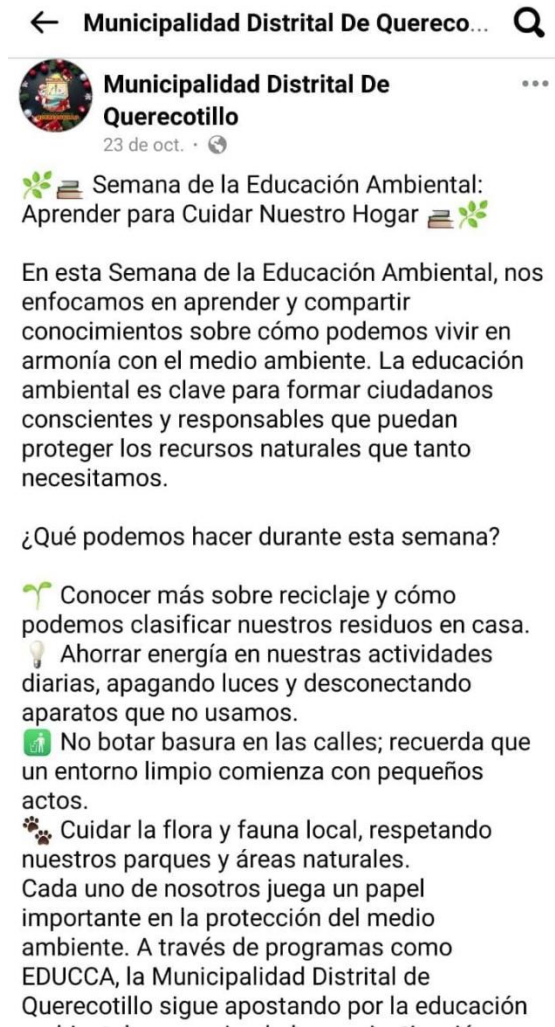 Municipalidad Distrital De Quereco...
Municipalidad Distrital De
Querecotillo
23 de oct. ·
Semana de la Educación Ambiental:
Aprender para Cuidar Nuestro Hogar
En esta Semana de la Educación Ambiental, nos
enfocamos en aprender y compartir
conocimientos sobre cómo podemos vivir en
armonía con el medio ambiente. La educación
ambiental es clave para formar ciudadanos
conscientes y responsables que puedan
proteger los recursos naturales que tanto
necesitamos.
¿Qué podemos hacer durante esta semana?
Conocer más sobre reciclaje y cómo
podemos clasificar nuestros residuos en casa.
Ahorrar energía en nuestras actividades
diarias, apagando luces y desconectando
aparatos que no usamos.
No botar basura en las calles; recuerda que
un entorno limpio comienza con pequeños
actos.
Cuidar la flora y fauna local, respetando
nuestros parques y áreas naturales.
Cada uno de nosotros juega un papel
importante en la protección del medio
ambiente. A través de programas como
EDUCCA, la Municipalidad Distrital de
Querecotillo sigue apostando por la educación